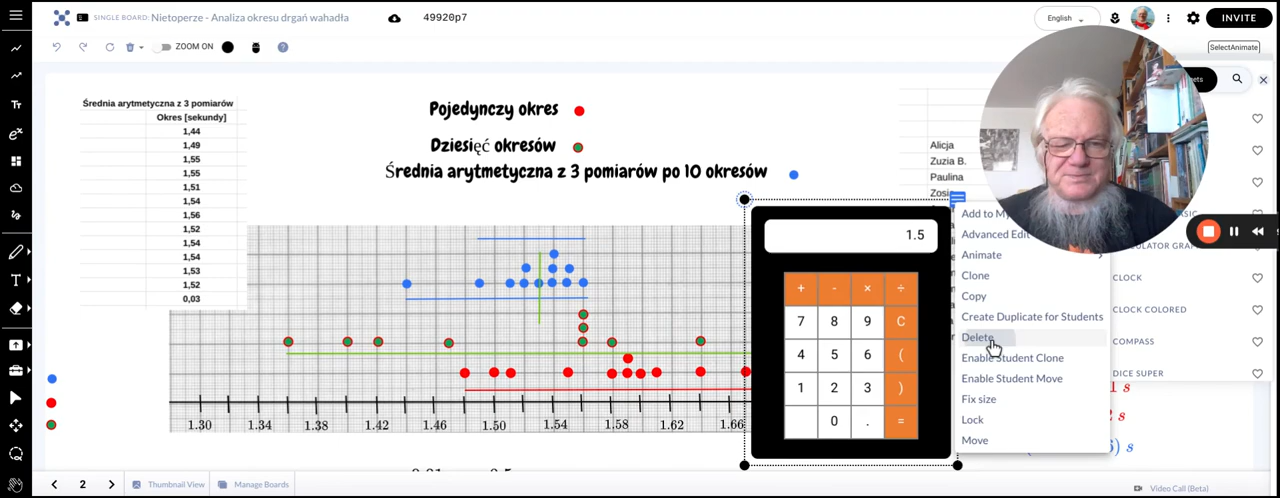 SINGLE BOARD: Nietoperze - Analiza okresu drgań wahadła
49920p7
English
INVITE
ZOOM ON
?
SelectAnimate
ets
Średnia arytmetyczna z 3 pomiarów
Okres [sekundy]
1,44
1,49
1,55
1,55
1,51
1,54
1,56
1,52
1,54
1,54
1,53
1,52
0,03
Pojedynczy okres
Dziesięć okresów
Średnia arytmetyczna z 3 pomiarów po 10 okresów
Alicja
Zuzia B.
Paulina
1.5
+ - × ÷
7 8 9 C
4 5 6 (
1 2 3 )
0 . =
Add to My
Advanced Edit
Animate
Clone
Copy
Create Duplicate for Students
Delete
Enable Student Clone
Enable Student Move
Fix size
Lock
Move
CLOCK
CLOCK COLORED
COMPASS
DICE SUPER
1 s
2 s
6) s
1.30 1.34 1.38 1.42 1.46 1.50 1.54 1.58 1.62 1.66
2
Thumbnail View
Manage Boards
Video Call (Beta)